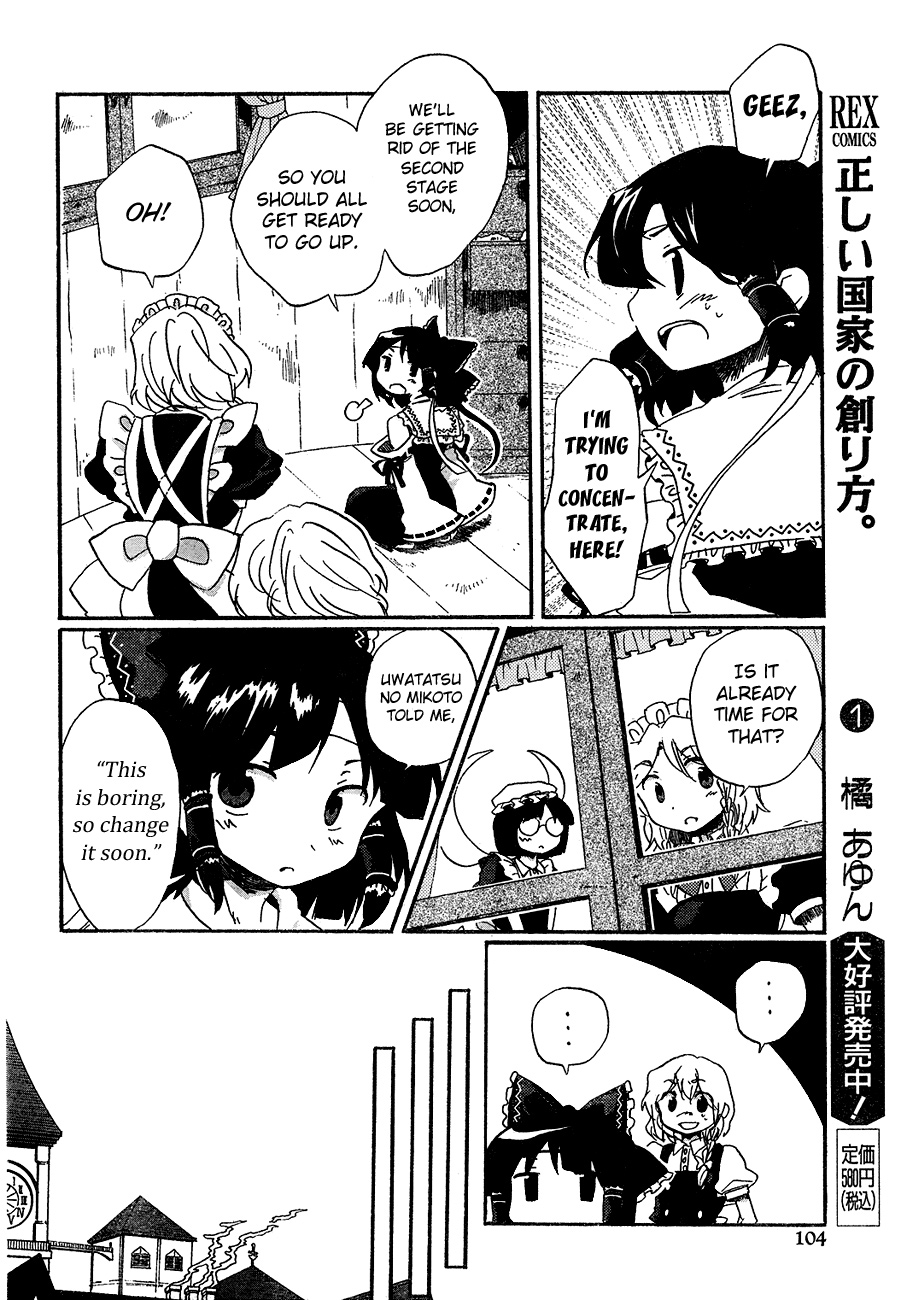 GEEZ,
I'M
TRYING
TO
CONCEN-
TRATE,
HERE!
WE'LL
BE GETTING
RID OF THE
SECOND
STAGE
SOON,
SO YOU
SHOULD ALL
GET READY
TO GO UP.
OH!
IS IT
ALREADY
TIME FOR
THAT?
UWATATSU
NO MIKOTO
TOLD ME,
“This
is boring,
so change
it soon.”
...
...
104
REX
COMICS
正しい国家の創り方。
1
橘 あゆん
大好評発売中!
定価
580円
(税込)